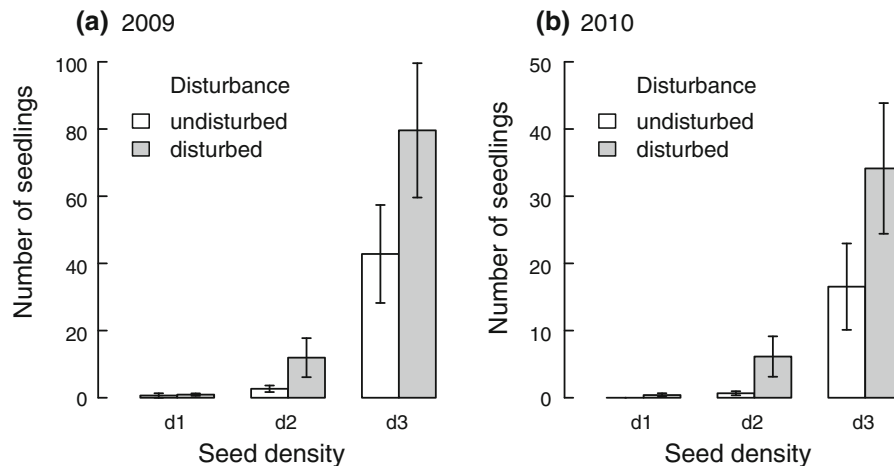 (a) 2009
Number of seedlings
100
80
60
40
20
0
Disturbance
undisturbed
disturbed
d1 d2 d3
Seed density
(b) 2010
Number of seedlings
50
40
30
20
10
0
Disturbance
undisturbed
disturbed
d1 d2 d3
Seed density